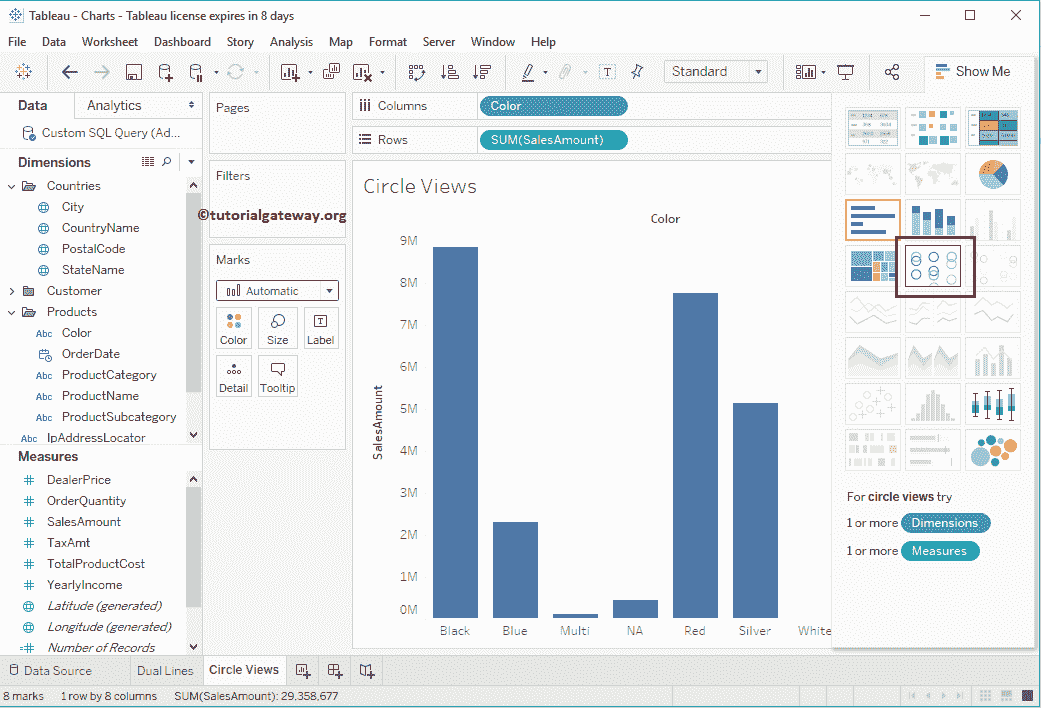 Tableau - Charts - Tableau license expires in 8 days
File Data Worksheet Dashboard Story Analysis Map Format Server Window Help
Standard
Show Me
Data Analytics
Custom SQL Query (Ad...
Dimensions
Countries
City
CountryName
PostalCode
StateName
Customer
Products
Abc Color
OrderDate
Abc ProductCategory
Abc ProductName
Abc ProductSubcategory
Abc IpAddressLocator
Measures
DealerPrice
OrderQuantity
SalesAmount
TaxAmt
TotalProductCost
YearlyIncome
Latitude (generated)
Longitude (generated)
Number of Records
Pages
Filters
©tutorialgateway.org
Marks
Automatic
Color Size Label
Detail Tooltip
Columns Color
Rows SUM(SalesAmount)
Circle Views
Color
SalesAmount
9M
8M
7M
6M
5M
4M
3M
2M
1M
0M
Black Blue Multi NA Red Silver White
For circle views try
1 or more Dimensions
1 or more Measures
Data Source Dual Lines Circle Views
8 marks 1 row by 8 columns SUM(SalesAmount): 29,358,677